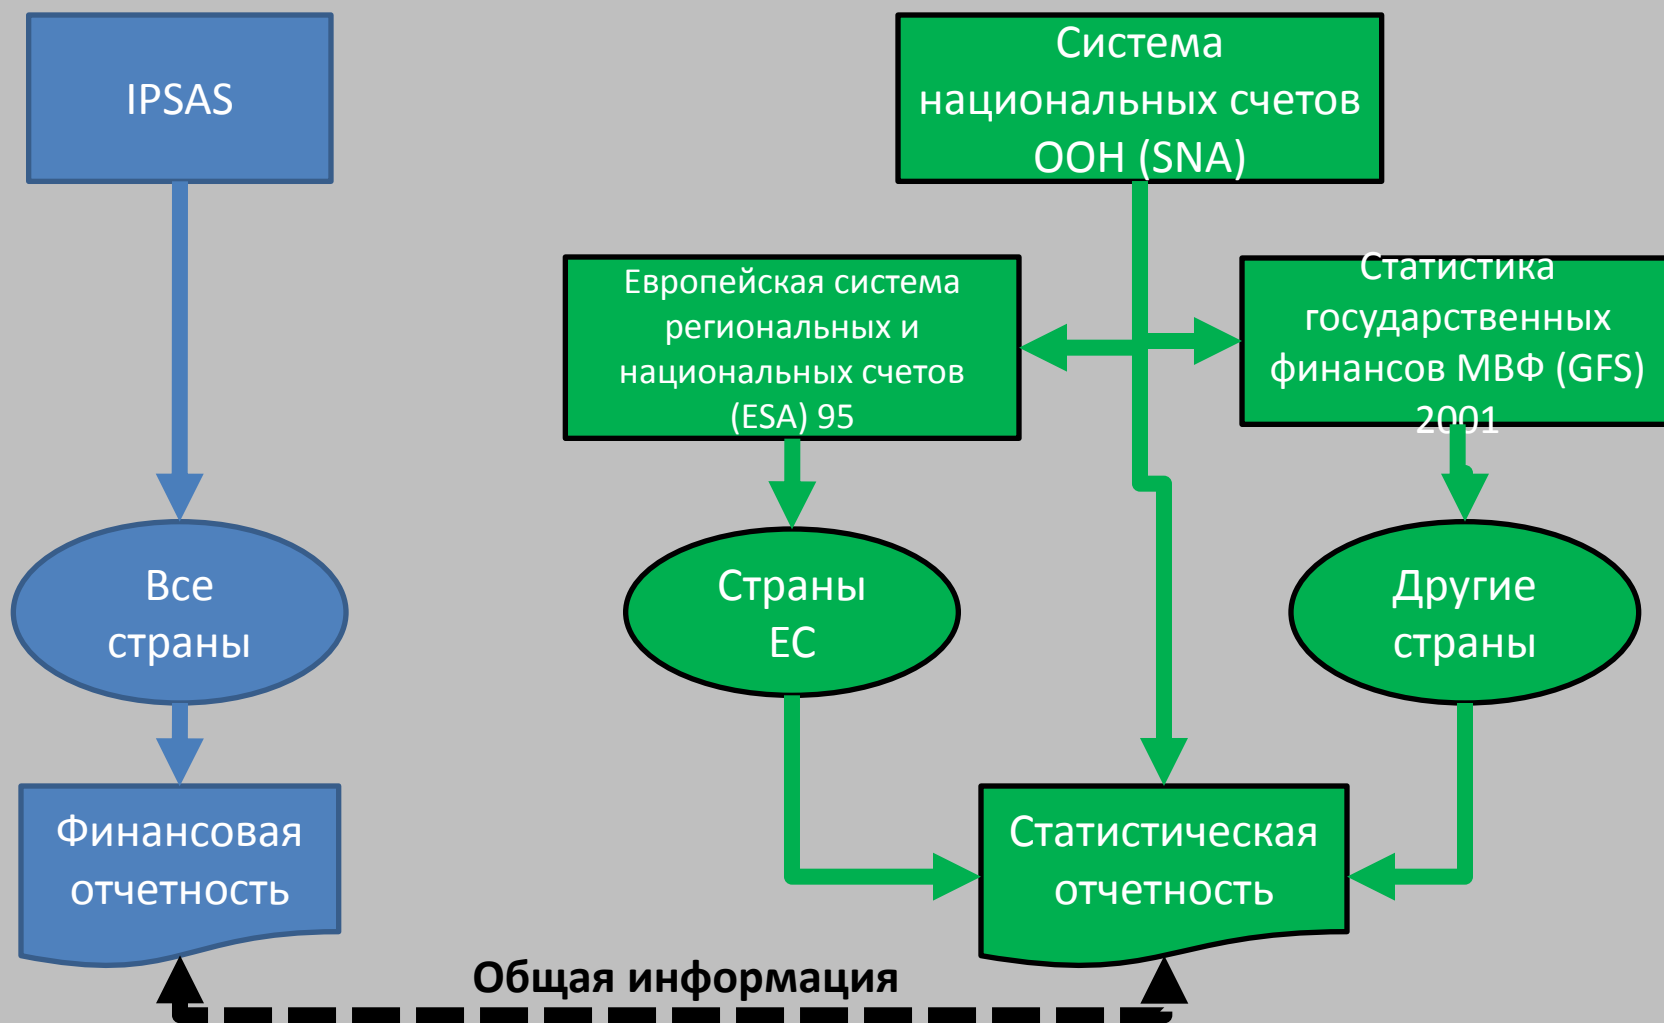 IPSAS
Система
национальных счетов
ООН (SNA)
Европейская система
региональных и
национальных счетов
(ESA) 95
Статистика
государственных
финансов МВФ (GFS)
2001
Все
страны
Страны
ЕС
Другие
страны
Финансовая
отчетность
Статистическая
отчетность
Общая информация